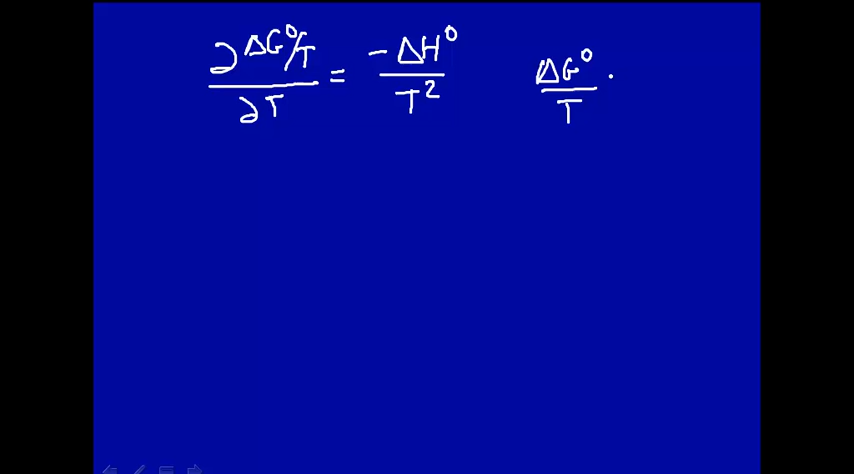 ∂ ΔG°/T / ∂T = -ΔH° / T² ΔG° / T